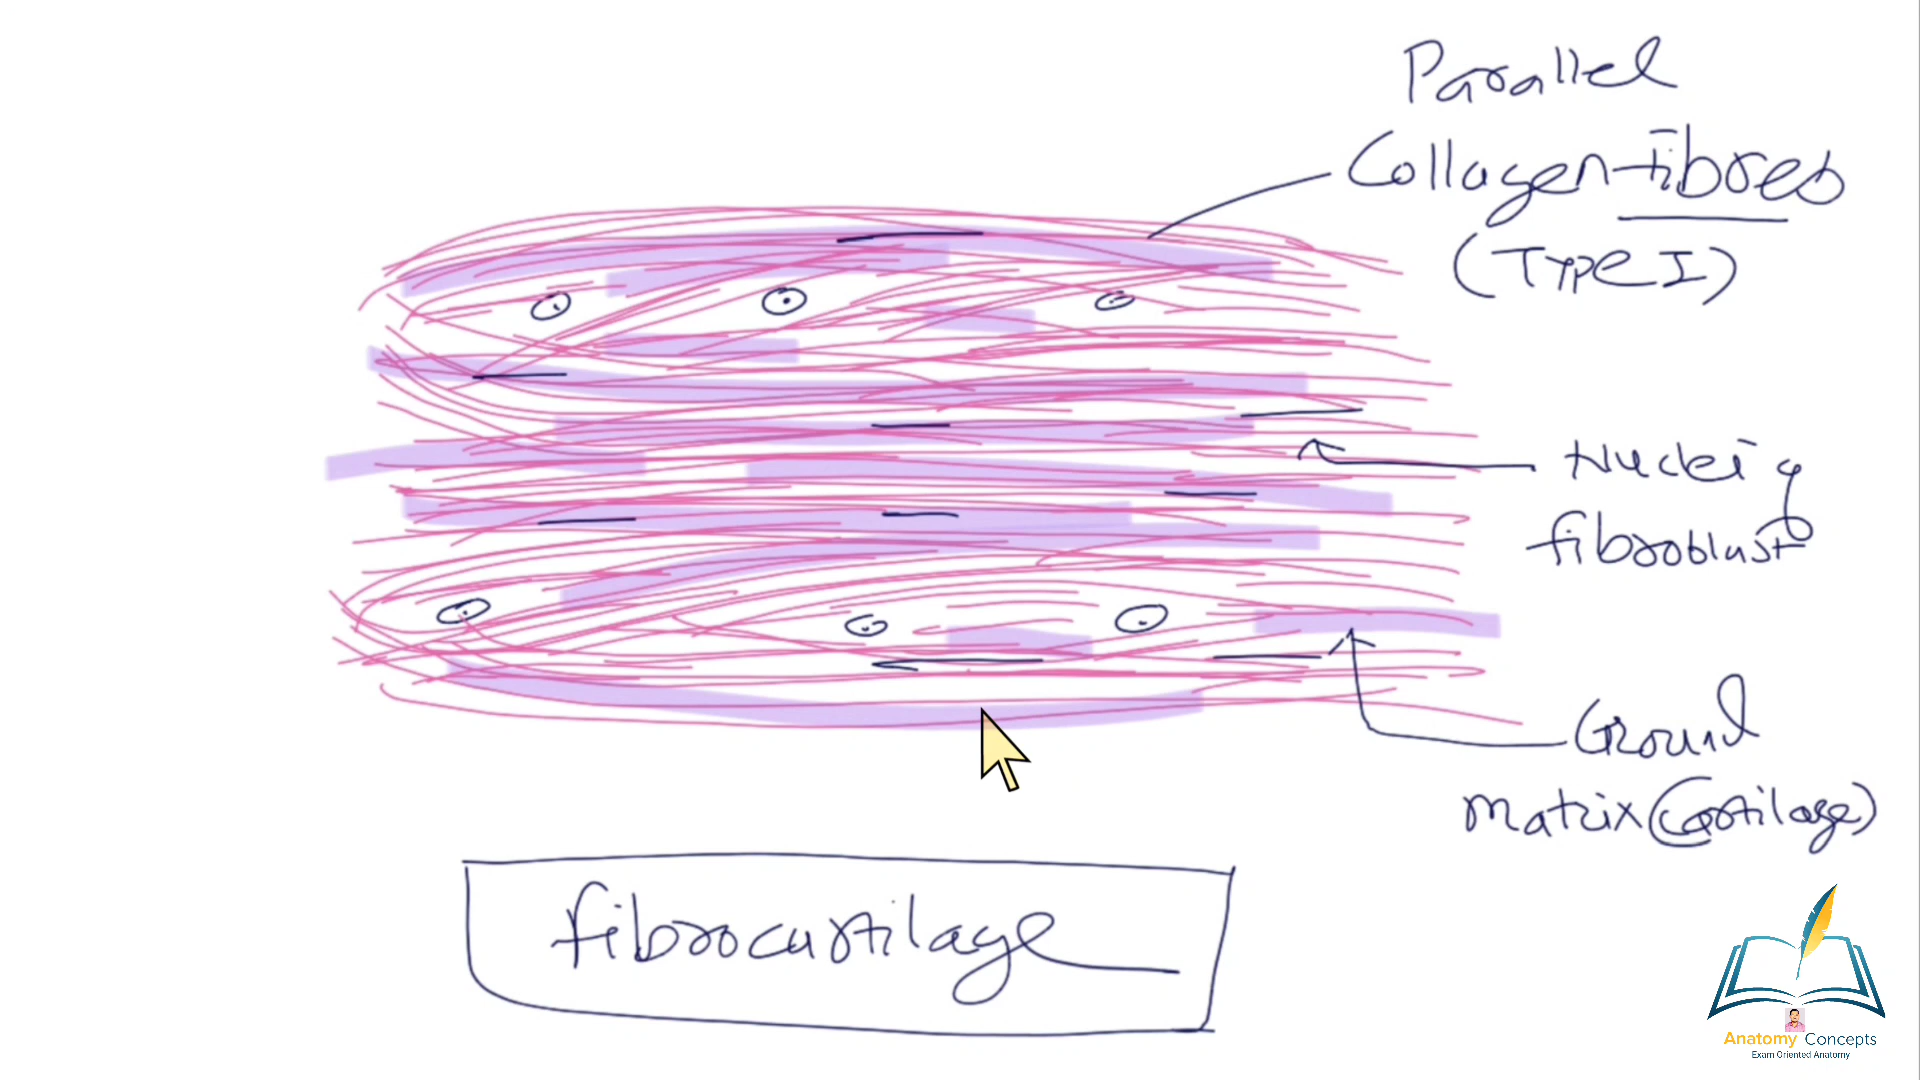 Parallel
Collagen fibres
(Type I)
Nuclei of
fibroblast
Ground
matrix (Cartilage)
fibrocartilage
Anatomy Concepts
Exam Oriented Anatomy